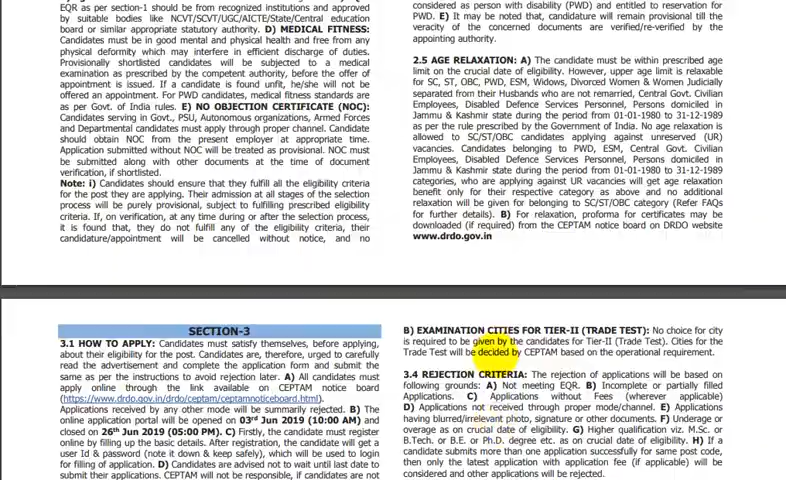 EQR as per section-1 should be from recognized institutions and approved
by suitable bodies like NCVT/SCVT/UGC/AICTE/State/Central education
board or similar appropriate statutory authority. D) MEDICAL FITNESS:
Candidates must be in good mental and physical health and free from any
physical deformity which may interfere in efficient discharge of duties.
Provisionally shortlisted candidates will be subjected to a medical
examination as prescribed by the competent authority, before the offer of
appointment is issued. If a candidate is found unfit, he/she will not be
offered an appointment. For PWD candidates, medical fitness standards are
as per Govt. of India rules. E) NO OBJECTION CERTIFICATE (NOC):
Candidates serving in Govt., PSU, Autonomous organizations, Armed Forces
and Departmental candidates must apply through proper channel. Candidate
should obtain NOC from the present employer at appropriate time.
Application submitted without NOC will be treated as provisional. NOC must
be submitted along with other documents at the time of document
verification, if shortlisted.
Note: i) Candidates should ensure that they fulfill all the eligibility criteria
for the post they are applying. Their admission at all stages of the selection
process will be purely provisional, subject to fulfilling prescribed eligibility
criteria. If, on verification, at any time during or after the selection process,
it is found that, they do not fulfill any of the eligibility criteria, their
candidature/appointment will be cancelled without notice, and no
considered as person with disability (PWD) and entitled to reservation for
PWD. E) It may be noted that, candidature will remain provisional till the
veracity of the concerned documents are verified/re-verified by the
appointing authority.
2.5 AGE RELAXATION: A) The candidate must be within prescribed age
limit on the crucial date of eligibility. However, upper age limit is relaxable
for SC, ST, OBC, PWD, ESM, Widows, Divorced Women & Women Judicially
separated from their Husbands who are not remarried, Central Govt. Civilian
Employees, Disabled Defence Services Personnel, Persons domiciled in
Jammu & Kashmir state during the period from 01-01-1980 to 31-12-1989
as per the rule prescribed by the Government of India. No age relaxation is
allowed to SC/ST/OBC candidates applying against unreserved (UR)
vacancies. Candidates belonging to PWD, ESM, Central Govt. Civilian
Employees, Disabled Defence Services Personnel, Persons domiciled in
Jammu & Kashmir state during the period from 01-01-1980 to 31-12-1989
categories, who are applying against UR vacancies will get age relaxation
benefit only for their respective category as above and no additional
relaxation will be given for belonging to SC/ST/OBC category (Refer FAQs
for further details). B) For relaxation, proforma for certificates may be
downloaded (if required) from the CEPTAM notice board on DRDO website
www.drdo.gov.in
SECTION-3
3.1 HOW TO APPLY: Candidates must satisfy themselves, before applying,
about their eligibility for the post. Candidates are, therefore, urged to carefully
read the advertisement and complete the application form and submit the
same as per the instructions to avoid rejection later. A) All candidates must
apply online through the link available on CEPTAM notice board
(https://www.drdo.gov.in/drdo/ceptam/ceptamnoticeboard.html).
Applications received by any other mode will be summarily rejected. B) The
online application portal will be opened on 03rd Jun 2019 (10:00 AM) and
closed on 26th Jun 2019 (05:00 PM). C) Firstly, the candidate must register
online by filling up the basic details. After registration, the candidate will get a
user Id & password (note it down & keep safely), which will be used to login
for filling of application. D) Candidates are advised not to wait until last date to
submit their applications. CEPTAM will not be responsible, if candidates are not
B) EXAMINATION CITIES FOR TIER-II (TRADE TEST): No choice for city
is required to be given by the candidates for Tier-II (Trade Test). Cities for the
Trade Test will be decided by CEPTAM based on the operational requirement.
3.4 REJECTION CRITERIA: The rejection of applications will be based on
following grounds: A) Not meeting EQR. B) Incomplete or partially filled
Applications. C) Applications without Fees (wherever applicable)
D) Applications not received through proper mode/channel. E) Applications
having blurred/irrelevant photo, signature or other documents. F) Underage or
overage as on crucial date of eligibility. G) Higher qualification viz. M.Sc. or
B.Tech. or B.E. or Ph.D. degree etc. as on crucial date of eligibility. H) If a
candidate submits more than one application successfully for same post code,
then only the latest application with application fee (if applicable) will be
considered and other applications will be rejected.